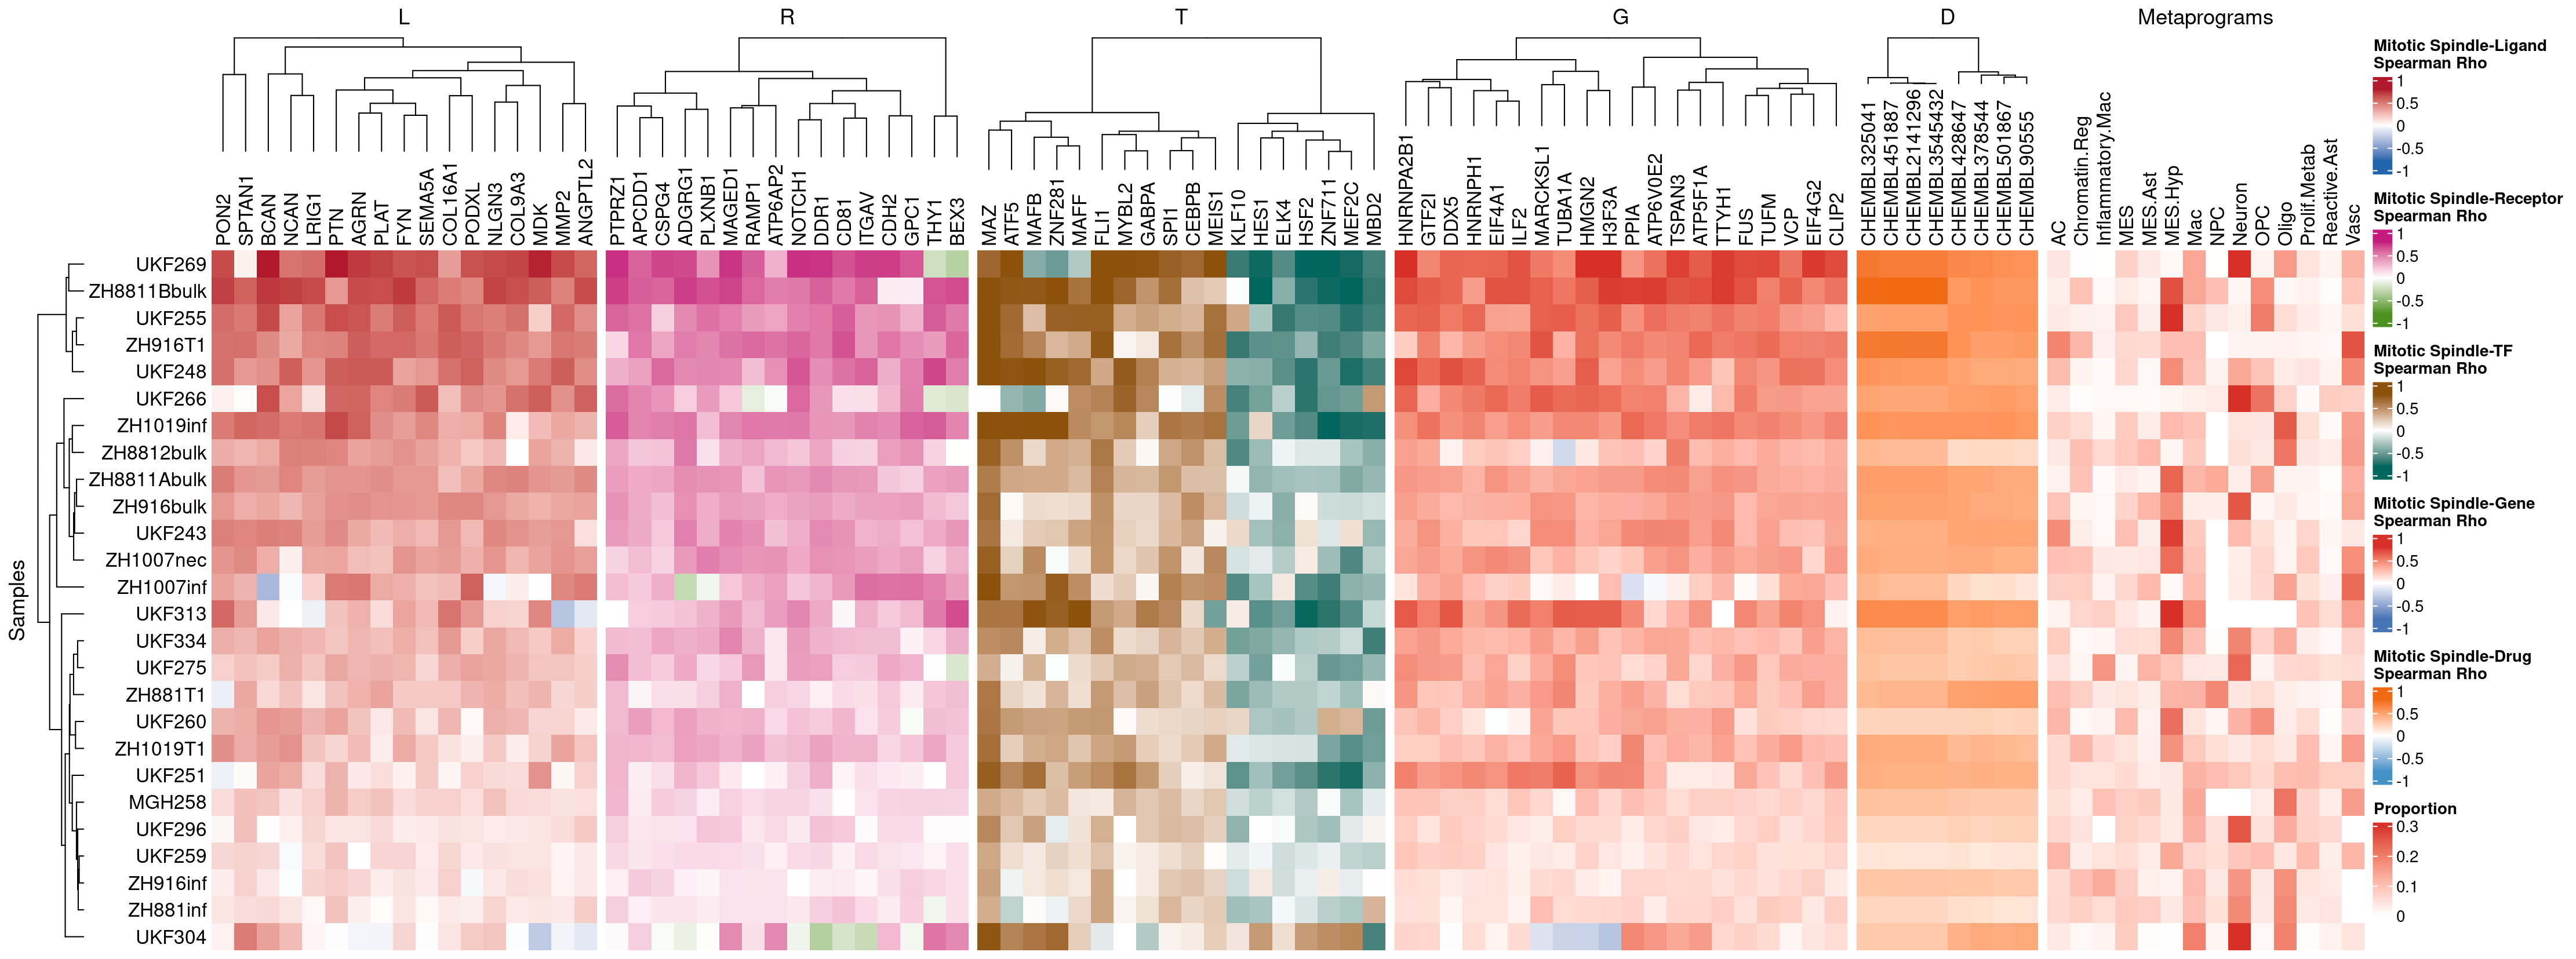 L
R
T
G
D
Metaprograms
PON2
SPTAN1
BCAN
NCAN
LRIG1
PTN
AGRN
PLAT
FYN
SEMA5A
COL16A1
PODXL
NLGN3
COL9A3
MDK
MMP2
ANGPTL2
PTPRZ1
APCDD1
CSPG4
ADGRG1
PLXNB1
MAGED1
RAMP1
ATP6AP2
NOTCH1
DDR1
CD81
ITGAV
CDH2
GPC1
THY1
BEX3
MAZ
ATF5
MAFB
ZNF281
MAFF
FLI1
MYBL2
GABPA
SPI1
CEBPB
MEIS1
KLF10
HES1
ELK4
HSF2
ZNF711
MEF2C
MBD2
HNRNPA2B1
GTF2I
DDX5
HNRNPH1
EIF4A1
ILF2
MARCKSL1
TUBA1A
HMGN2
H3F3A
PPIA
ATP6V0E2
TSPAN3
ATP5F1A
TTYH1
FUS
TUFM
VCP
EIF4G2
CLIP2
CHEMBL325041
CHEMBL451887
CHEMBL2141296
CHEMBL3545432
CHEMBL428647
CHEMBL378544
CHEMBL501867
CHEMBL90555
AC
Chromatin.Reg
Inflammatory.Mac
MES
MES.Ast
MES.Hyp
Mac
NPC
Neuron
OPC
Oligo
Prolif.Metab
Reactive.Ast
Vasc
Samples
UKF269
ZH8811Bbulk
UKF255
ZH916T1
UKF248
UKF266
ZH1019inf
ZH8812bulk
ZH8811Abulk
ZH916bulk
UKF243
ZH1007nec
ZH1007inf
UKF313
UKF334
UKF275
ZH881T1
UKF260
ZH1019T1
UKF251
MGH258
UKF296
UKF259
ZH916inf
ZH881inf
UKF304
Mitotic Spindle-Ligand
Spearman Rho
1
0.5
0
-0.5
-1
Mitotic Spindle-Receptor
Spearman Rho
1
0.5
0
-0.5
-1
Mitotic Spindle-TF
Spearman Rho
1
0.5
0
-0.5
-1
Mitotic Spindle-Gene
Spearman Rho
1
0.5
0
-0.5
-1
Mitotic Spindle-Drug
Spearman Rho
1
0.5
0
-0.5
-1
Proportion
0.3
0.2
0.1
0